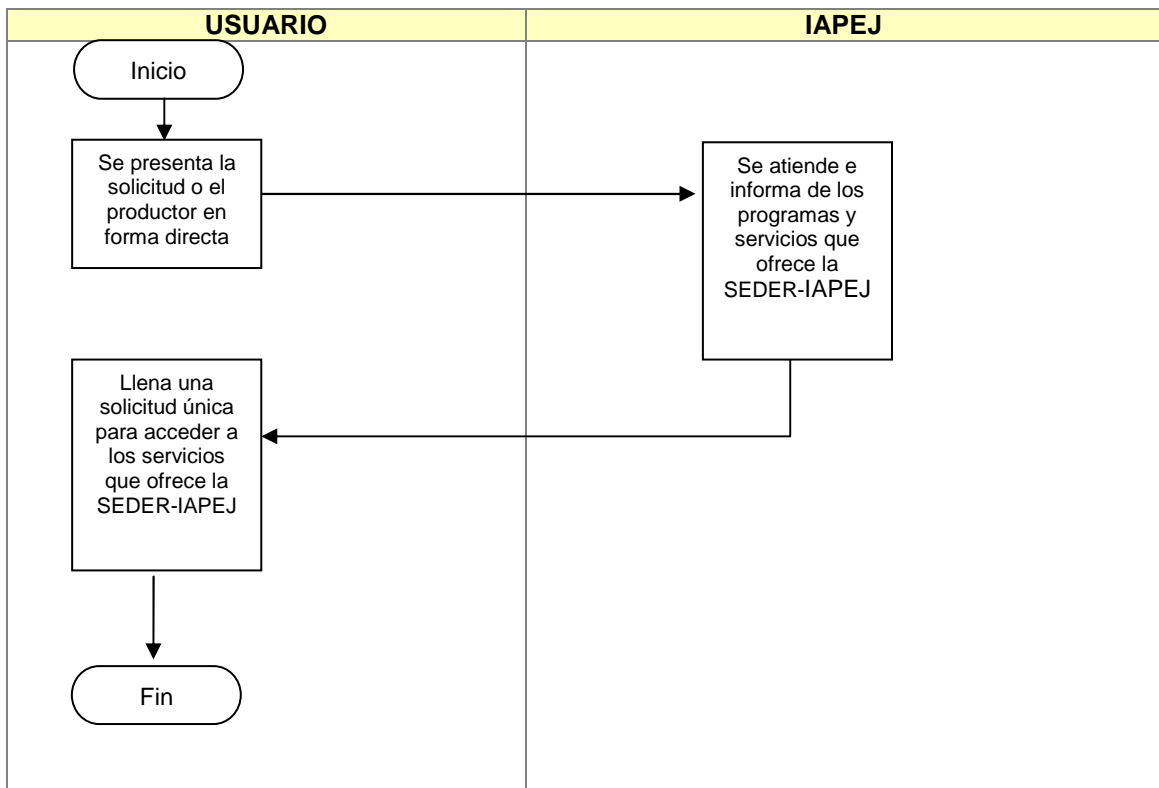 USUARIO
IAPEJ
Inicio
Se presenta la
solicitud o el
productor en
forma directa
Se atiende e
informa de los
programas y
servicios que
ofrece la
SEDER-IAPEJ
Llena una
solicitud única
para acceder a
los servicios
que ofrece la
SEDER-IAPEJ
Fin